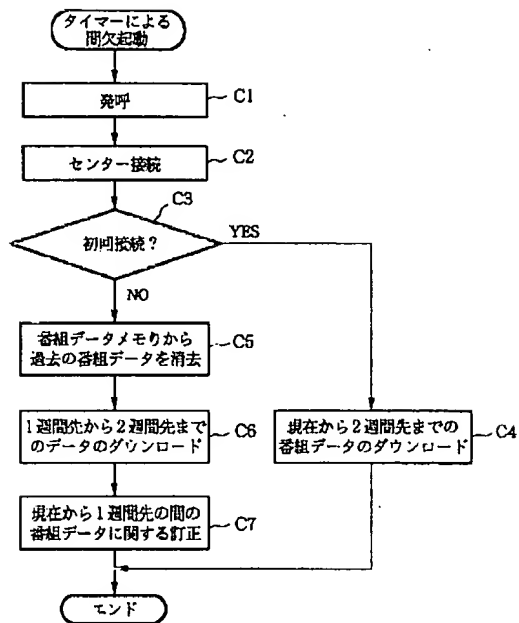 タイマーによる
間欠起動
発呼
C1
センター接続
C2
C3
初回接続?
YES
NO
番組データメモリから
過去の番組データを消去
C5
1週間先から2週間先まで
のデータのダウンロード
C6
現在から2週間先までの
番組データのダウンロード
C4
現在から1週間先の間の
番組データに関する訂正
C7
エンド